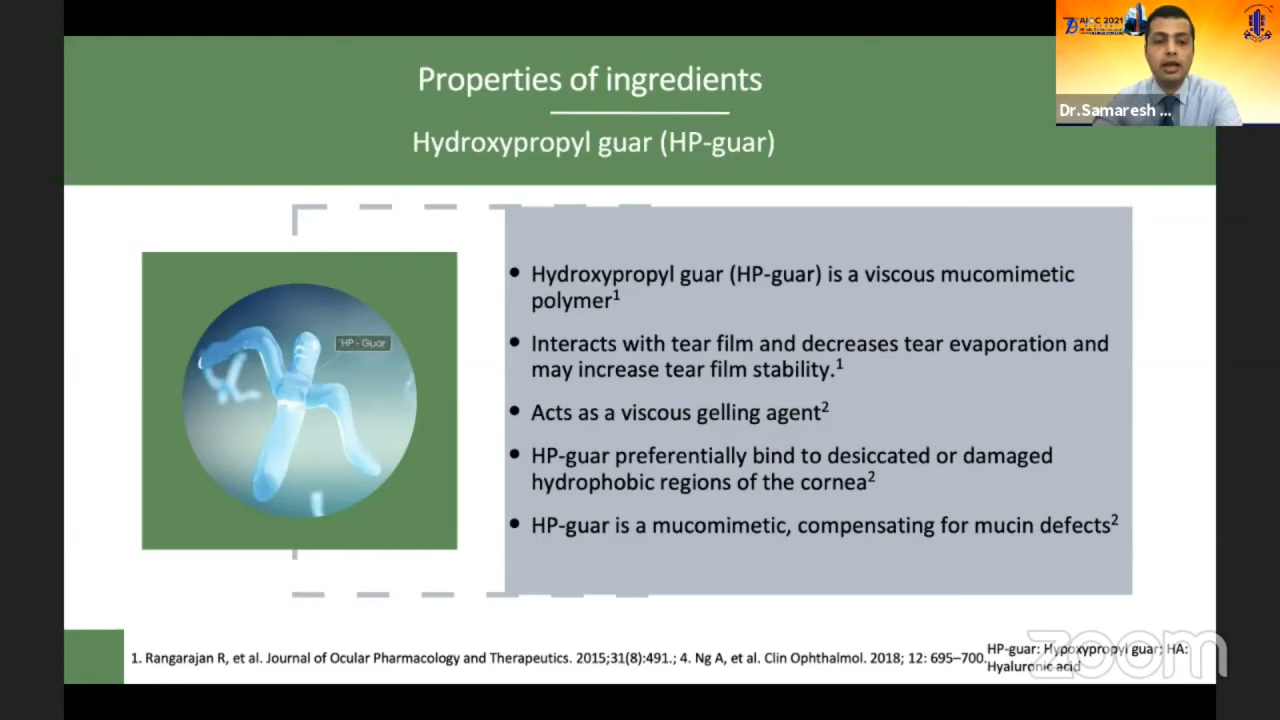 Properties of ingredients
Hydroxypropyl guar (HP-guar)
AIOC 2021
Dr.Samaresh ...
HP - Guar
• Hydroxypropyl guar (HP-guar) is a viscous mucomimetic
polymer1
• Interacts with tear film and decreases tear evaporation and
may increase tear film stability.1
• Acts as a viscous gelling agent2
• HP-guar preferentially bind to desiccated or damaged
hydrophobic regions of the cornea2
• HP-guar is a mucomimetic, compensating for mucin defects2
1. Rangarajan R, et al. Journal of Ocular Pharmacology and Therapeutics. 2015;31(8):491.; 4. Ng A, et al. Clin Ophthalmol. 2018; 12: 695–700.
HP-guar: Hypoxypropyl guar; HA:
Hyaluronic acid
zoom